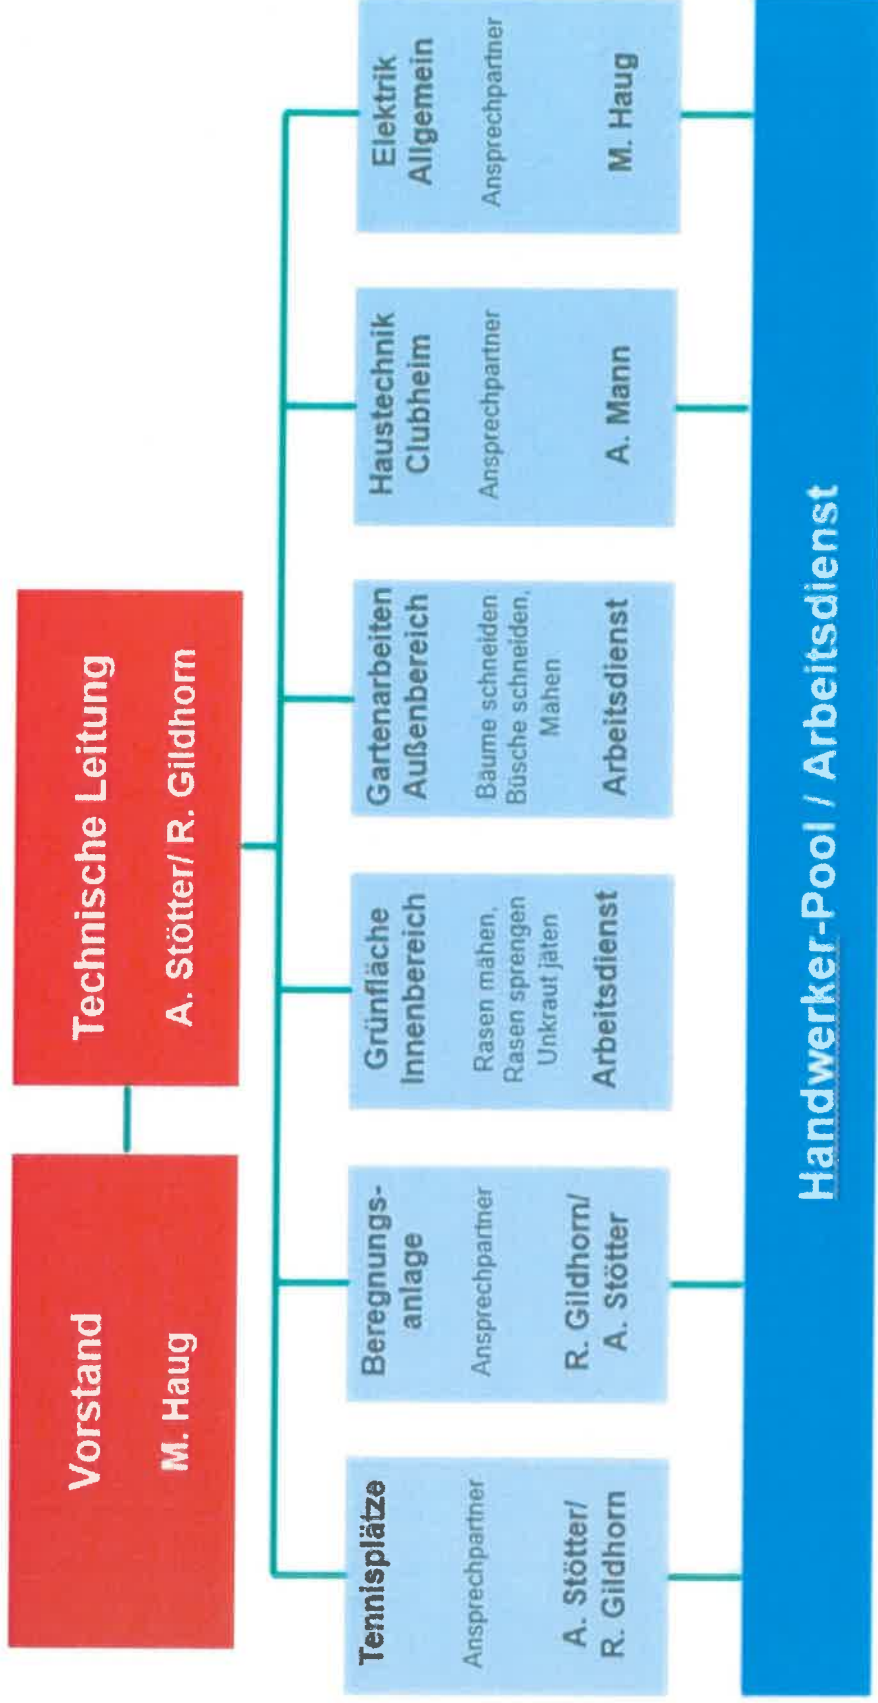 Vorstand
M. Haug
Technische Leitung
A. Stötter/ R. Gildhorn
Tennisplätze
Ansprechpartner
A. Stötter/
R. Gildhorn
Beregnungs-
anlage
Ansprechpartner
R. Gildhorn/
A. Stötter
Grünfläche
Innenbereich
Rasen mähen,
Rasen sprengen
Unkraut jäten
Arbeitsdienst
Gartenarbeiten
Außenbereich
Bäume schneiden
Büsche schneiden,
Mähen
Arbeitsdienst
Haustechnik
Clubheim
Ansprechpartner
A. Mann
Elektrik
Allgemein
Ansprechpartner
M. Haug
Handwerker-Pool / Arbeitsdienst